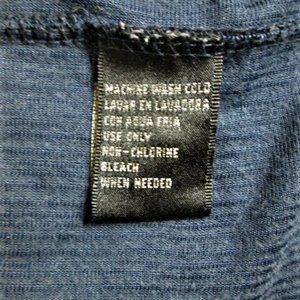 MACHINE WASH COLD
LAVAR EN LAVADORA
CON AGUA FRIA
USE ONLY
NON-CHLORINE
BLEACH
WHEN NEEDED